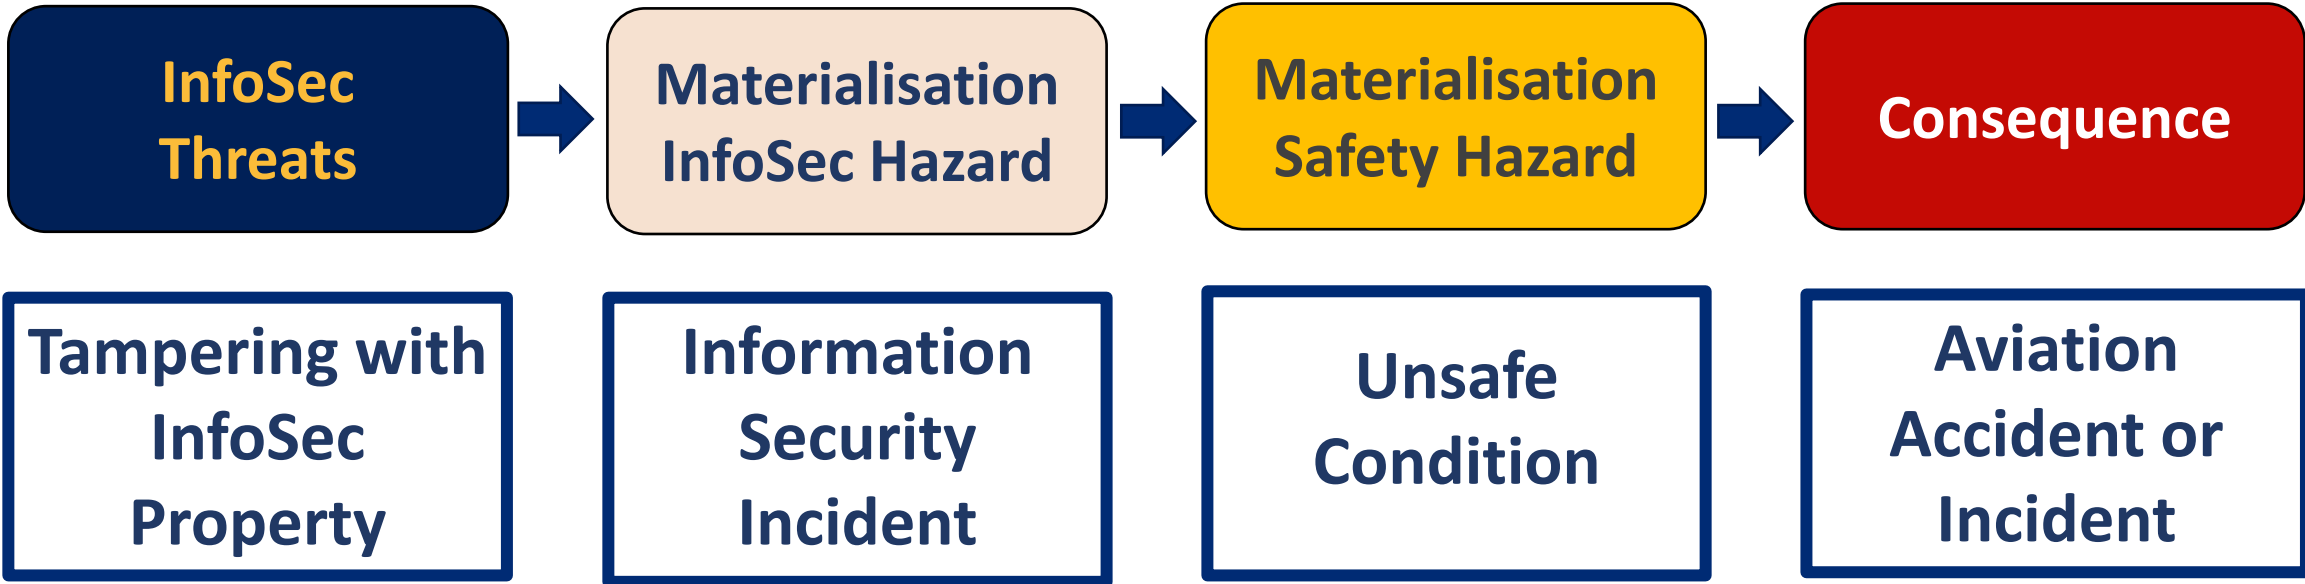 InfoSec
Threats
Materialisation
InfoSec Hazard
Materialisation
Safety Hazard
Consequence
Tampering with
InfoSec
Property
Information
Security
Incident
Unsafe
Condition
Aviation
Accident or
Incident